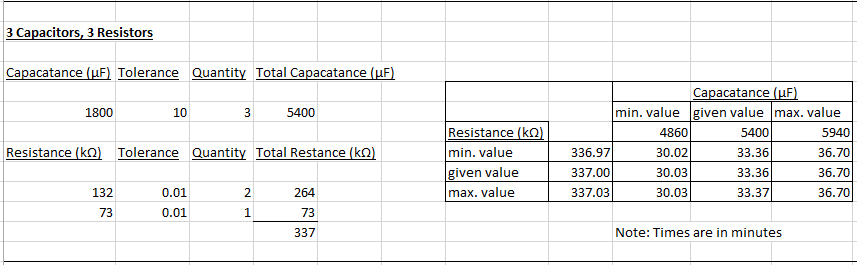 3 Capacitors, 3 Resistors
Capacatance (µF) Tolerance Quantity Total Capacatance (µF)
Capacatance (µF)
1800 10 3 5400 min. value given value max. value
Resistance (kΩ) 4860 5400 5940
Resistance (kΩ) Tolerance Quantity Total Restance (kΩ) min. value 336.97 30.02 33.36 36.70
given value 337.00 30.03 33.36 36.70
132 0.01 2 264 max. value 337.03 30.03 33.37 36.70
73 0.01 1 73
337 Note: Times are in minutes